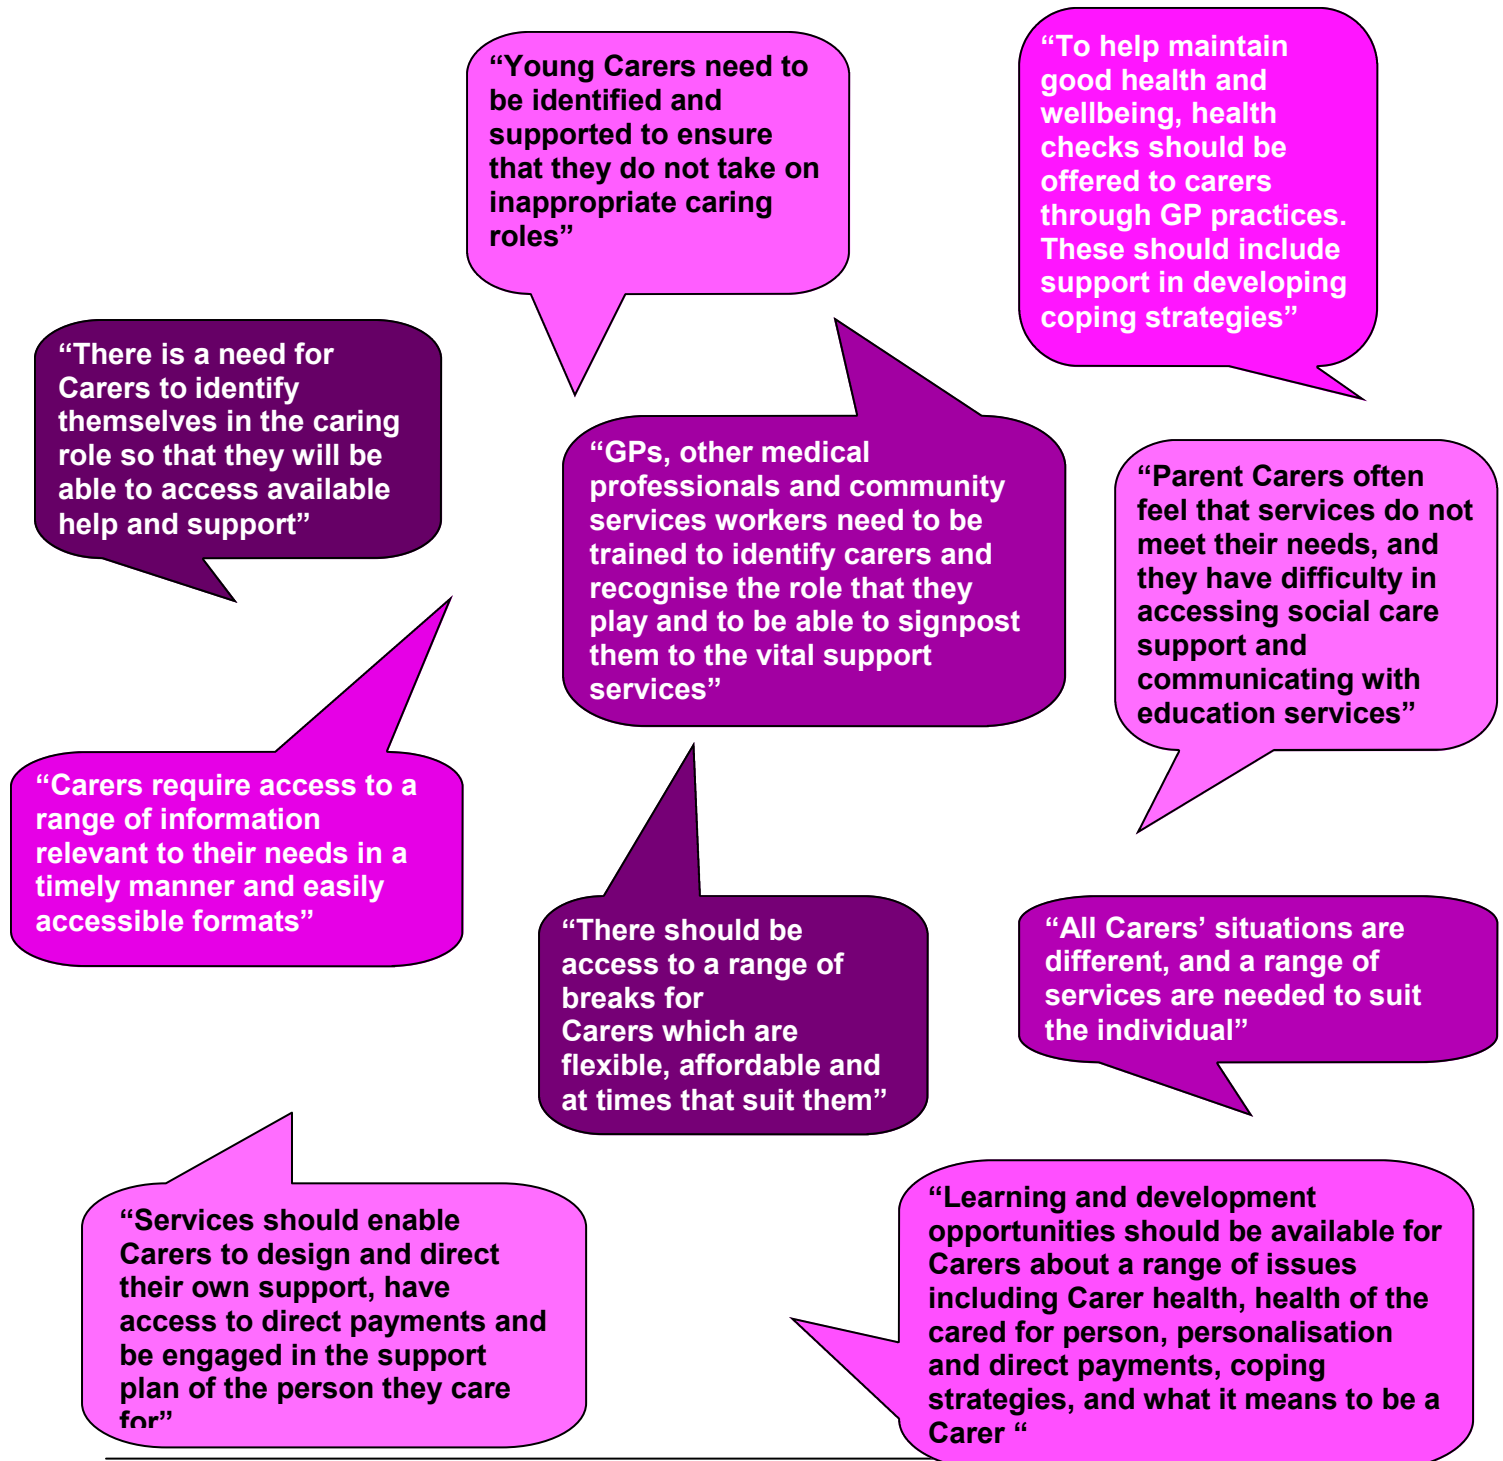 “Young Carers need to
be identified and
supported to ensure
that they do not take on
inappropriate caring
roles”
“To help maintain
good health and
wellbeing, health
checks should be
offered to carers
through GP practices.
These should include
support in developing
coping strategies”
“There is a need for
Carers to identify
themselves in the caring
role so that they will be
able to access available
help and support”
“GPs, other medical
professionals and community
services workers need to be
trained to identify carers and
recognise the role that they
play and to be able to signpost
them to the vital support
services”
“Parent Carers often
feel that services do not
meet their needs, and
they have difficulty in
accessing social care
support and
communicating with
education services”
“Carers require access to a
range of information
relevant to their needs in a
timely manner and easily
accessible formats”
“There should be
access to a range of
breaks for
Carers which are
flexible, affordable and
at times that suit them”
“All Carers’ situations are
different, and a range of
services are needed to suit
the individual”
“Services should enable
Carers to design and direct
their own support, have
access to direct payments and
be engaged in the support
plan of the person they care
for”
“Learning and development
opportunities should be available for
Carers about a range of issues
including Carer health, health of the
cared for person, personalisation
and direct payments, coping
strategies, and what it means to be a
Carer “